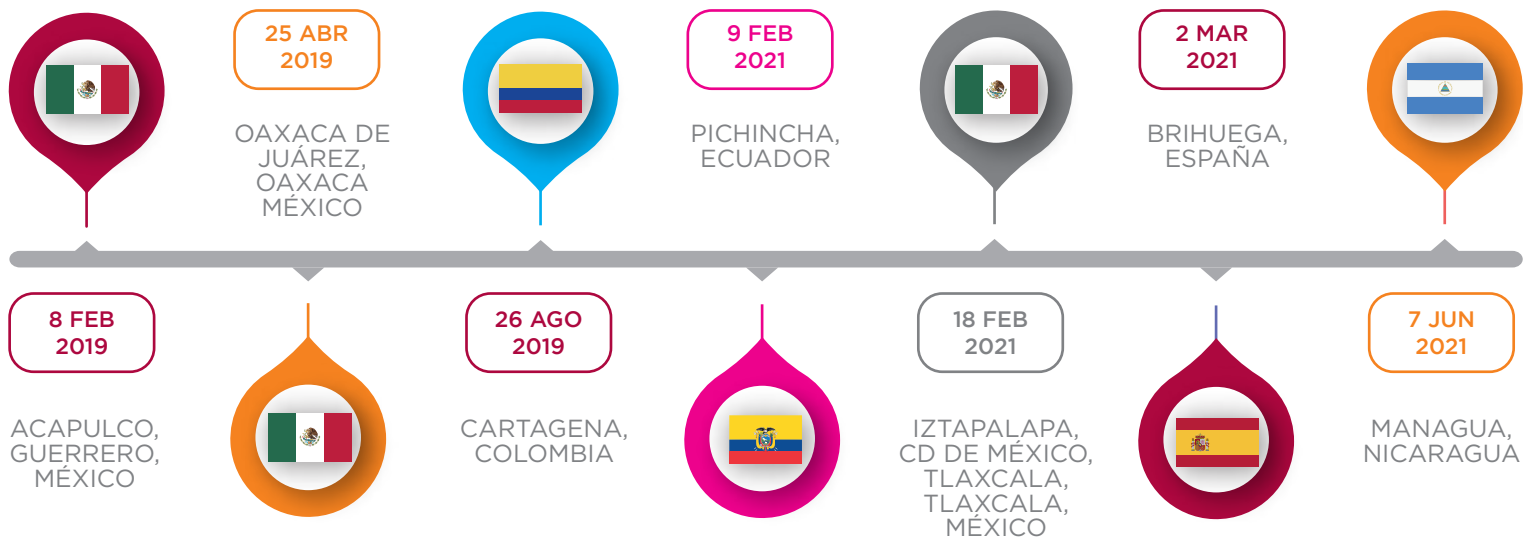 8 FEB
2019
ACAPULCO,
GUERRERO,
MÉXICO
25 ABR
2019
OAXACA DE
JUÁREZ,
OAXACA
MÉXICO
26 AGO
2019
CARTAGENA,
COLOMBIA
9 FEB
2021
PICHINCHA,
ECUADOR
18 FEB
2021
IZTAPALAPA,
CD DE MÉXICO,
TLAXCALA,
TLAXCALA,
MÉXICO
2 MAR
2021
BRIHUEGA,
ESPAÑA
7 JUN
2021
MANAGUA,
NICARAGUA